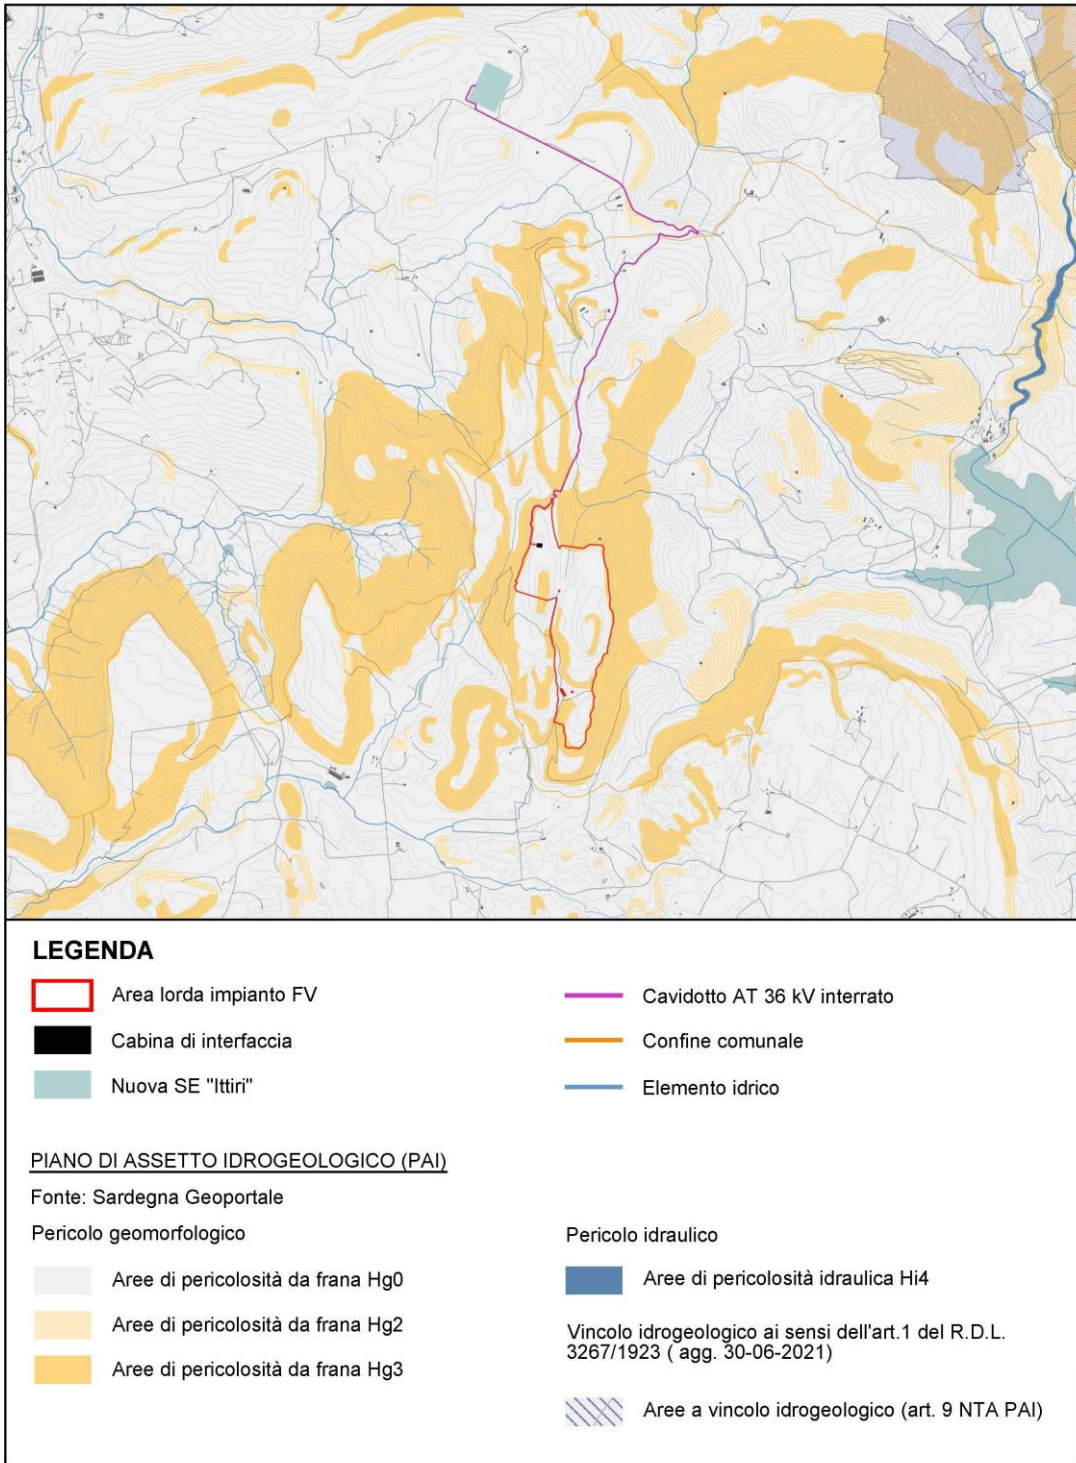 LEGENDA
Area lorda impianto FV
Cabina di interfaccia
Nuova SE "Ittiri"
Cavidotto AT 36 kV interrato
Confine comunale
Elemento idrico
PIANO DI ASSETTO IDROGEOLOGICO (PAI)
Fonte: Sardegna Geoportale
Pericolo geomorfologico
Aree di pericolosità da frana Hg0
Aree di pericolosità da frana Hg2
Aree di pericolosità da frana Hg3
Pericolo idraulico
Aree di pericolosità idraulica Hi4
Vincolo idrogeologico ai sensi dell'art.1 del R.D.L.
3267/1923 ( agg. 30-06-2021)
Aree a vincolo idrogeologico (art. 9 NTA PAI)